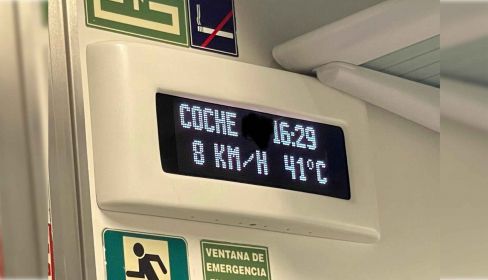 COCHE 16:29
8 KM/H 41°C
VENTANA DE
EMERGENCIA